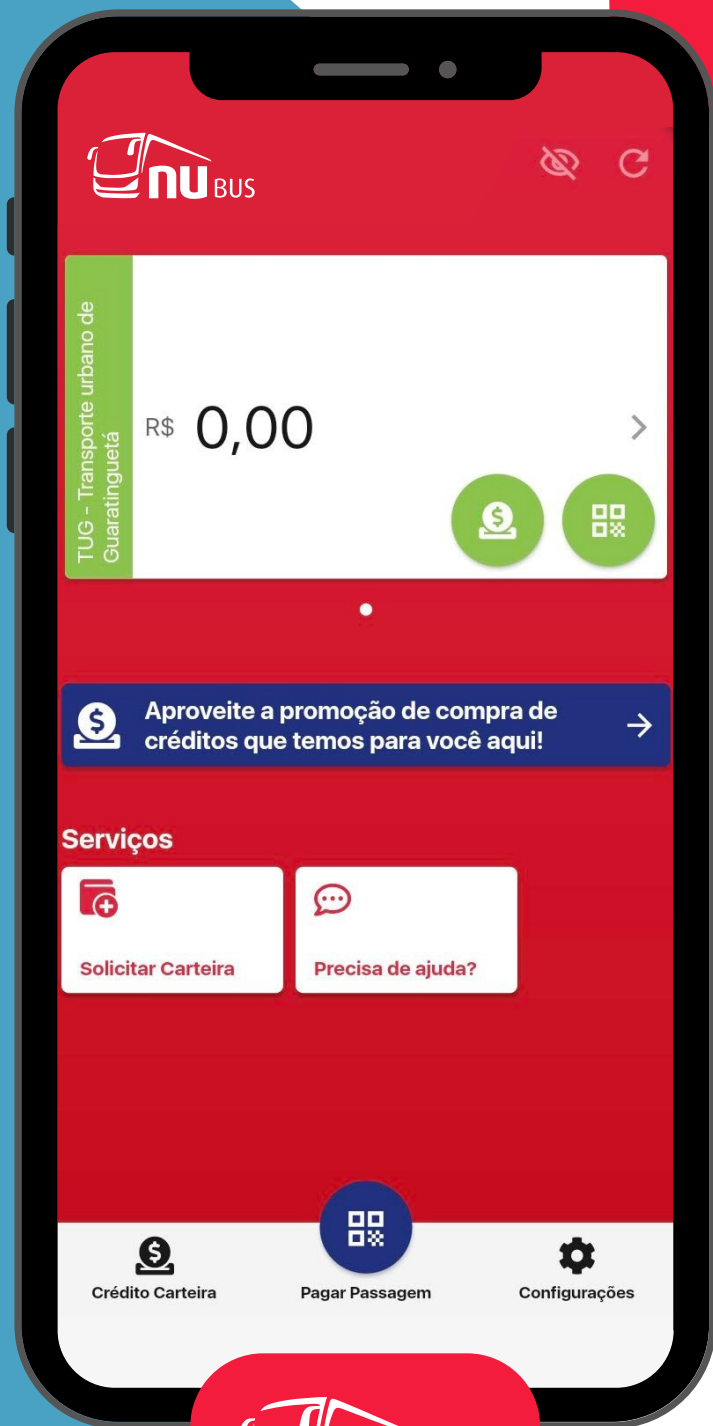 nu BUS
TUG - Transporte urbano de
Guaratinguetá
R$ 0,00
Aproveite a promoção de compra de
créditos que temos para você aqui!
Serviços
Solicitar Carteira
Precisa de ajuda?
Crédito Carteira
Pagar Passagem
Configurações